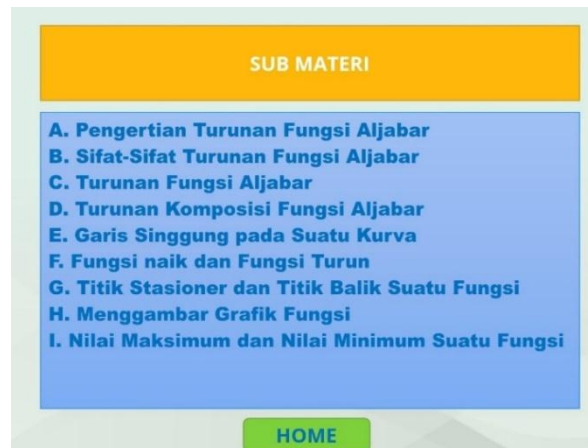 SUB MATERI
A. Pengertian Turunan Fungsi Aljabar
B. Sifat-Sifat Turunan Fungsi Aljabar
C. Turunan Fungsi Aljabar
D. Turunan Komposisi Fungsi Aljabar
E. Garis Singgung pada Suatu Kurva
F. Fungsi naik dan Fungsi Turun
G. Titik Stasioner dan Titik Balik Suatu Fungsi
H. Menggambar Grafik Fungsi
I. Nilai Maksimum dan Nilai Minimum Suatu Fungsi
HOME